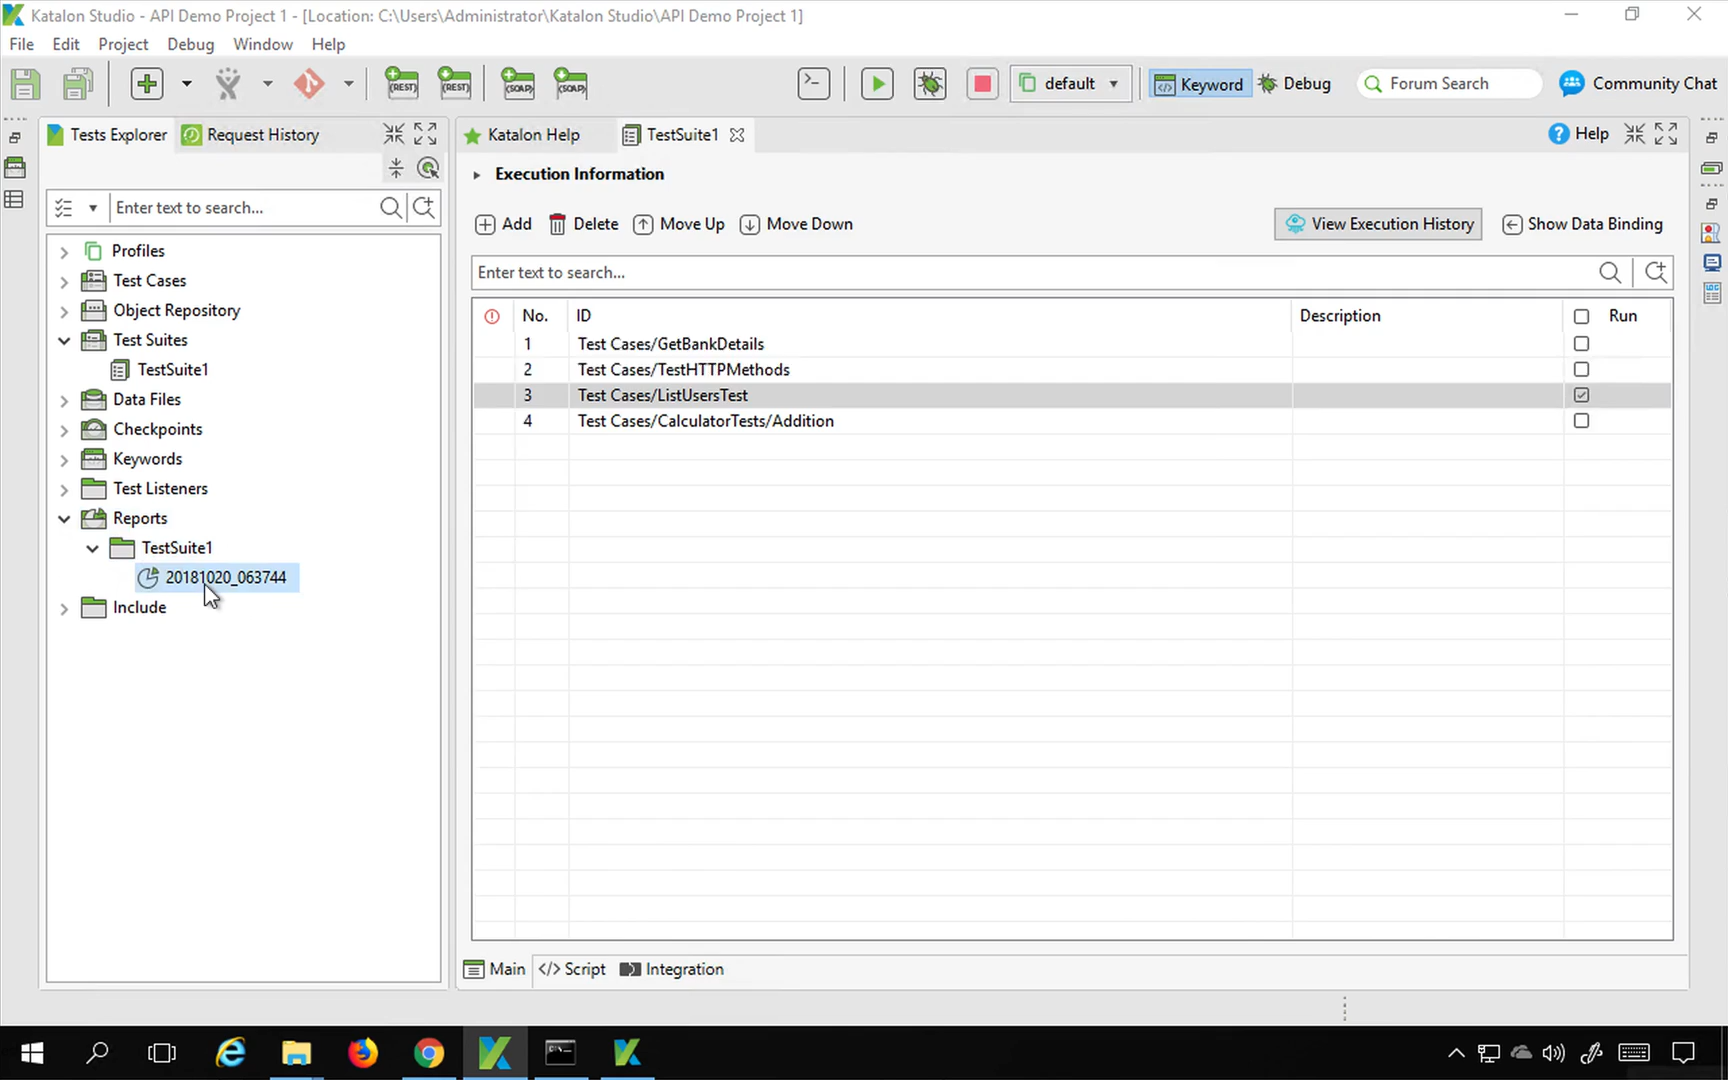 Katalon Studio - API Demo Project 1 - [Location: C:\Users\Administrator\Katalon Studio\API Demo Project 1]
File Edit Project Debug Window Help
(REST) (REST) (SOAP) (SOAP) default Keyword Debug Forum Search Community Chat
Tests Explorer Request History
Katalon Help TestSuite1 Help
Execution Information
Enter text to search...
Add Delete Move Up Move Down View Execution History Show Data Binding
Enter text to search...
No. ID Description Run
1 Test Cases/GetBankDetails
2 Test Cases/TestHTTPMethods
3 Test Cases/ListUsersTest
4 Test Cases/CalculatorTests/Addition
Profiles
Test Cases
Object Repository
Test Suites
TestSuite1
Data Files
Checkpoints
Keywords
Test Listeners
Reports
TestSuite1
20181020_063744
Include
Main </> Script Integration